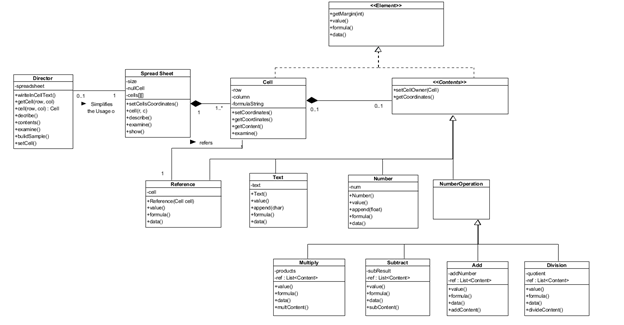 <<Element>>
+getMargin(int)
+value()
+formula()
+data()
Director
-spreadsheet
+writeInCellText()
+getCell(row, col)
+cell(row, col) : Cell
+decribe()
+contents()
+examine()
+buildSample()
+setCell()
0..1
1
Simplifies
the Usage o
Spread Sheet
-size
-nullCell
-cells[][]
+setCellsCoordinates()
+cell(r, c)
+describe()
+examine()
+show()
1
1..*
Cell
-row
-column
-formulaString
+setCoordinates()
+getCoordinates()
+getContent()
+examine()
0..1
0..1
<<Contents>>
+setCellOwner(Cell)
+getCoordinates()
refers
1
Reference
-cell
+Reference(Cell cell)
+value()
+formula()
+data()
Text
-text
+Text()
+value()
+append(char)
+formula()
+data()
Number
-num
+Number()
+value()
+append(float)
+formula()
+data()
NumberOperation
Multiply
-products
-ref : List<Content>
+value()
+formula()
+data()
+multContent()
Subtract
-subResult
-ref : List<Content>
+value()
+formula()
+data()
+subContent()
Add
-addNumber
-ref : List<Content>
+value()
+formula()
+data()
+addContent()
Division
-quotient
-ref : List<Content>
+value()
+formula()
+data()
+divideContent()